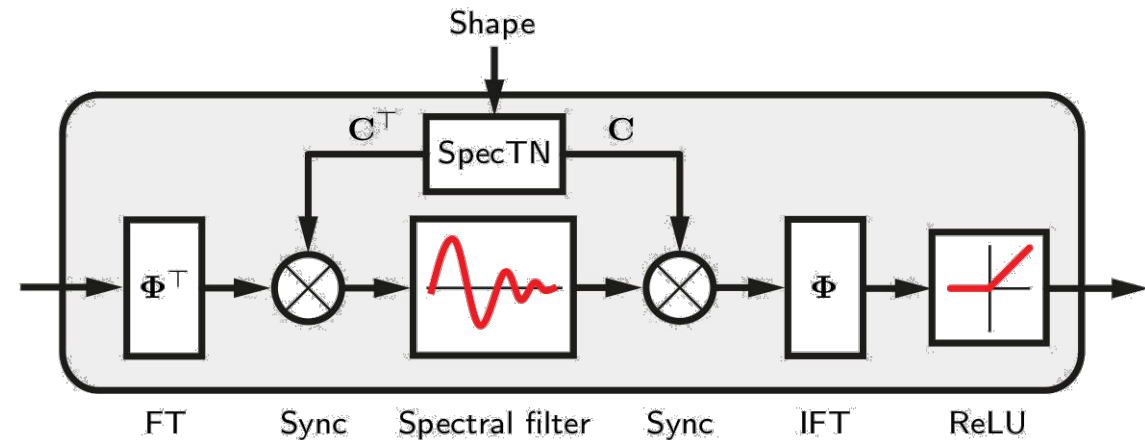 Shape
C⊤
SpecTN
C
Φ⊤
Φ
FT
Sync
Spectral filter
Sync
IFT
ReLU